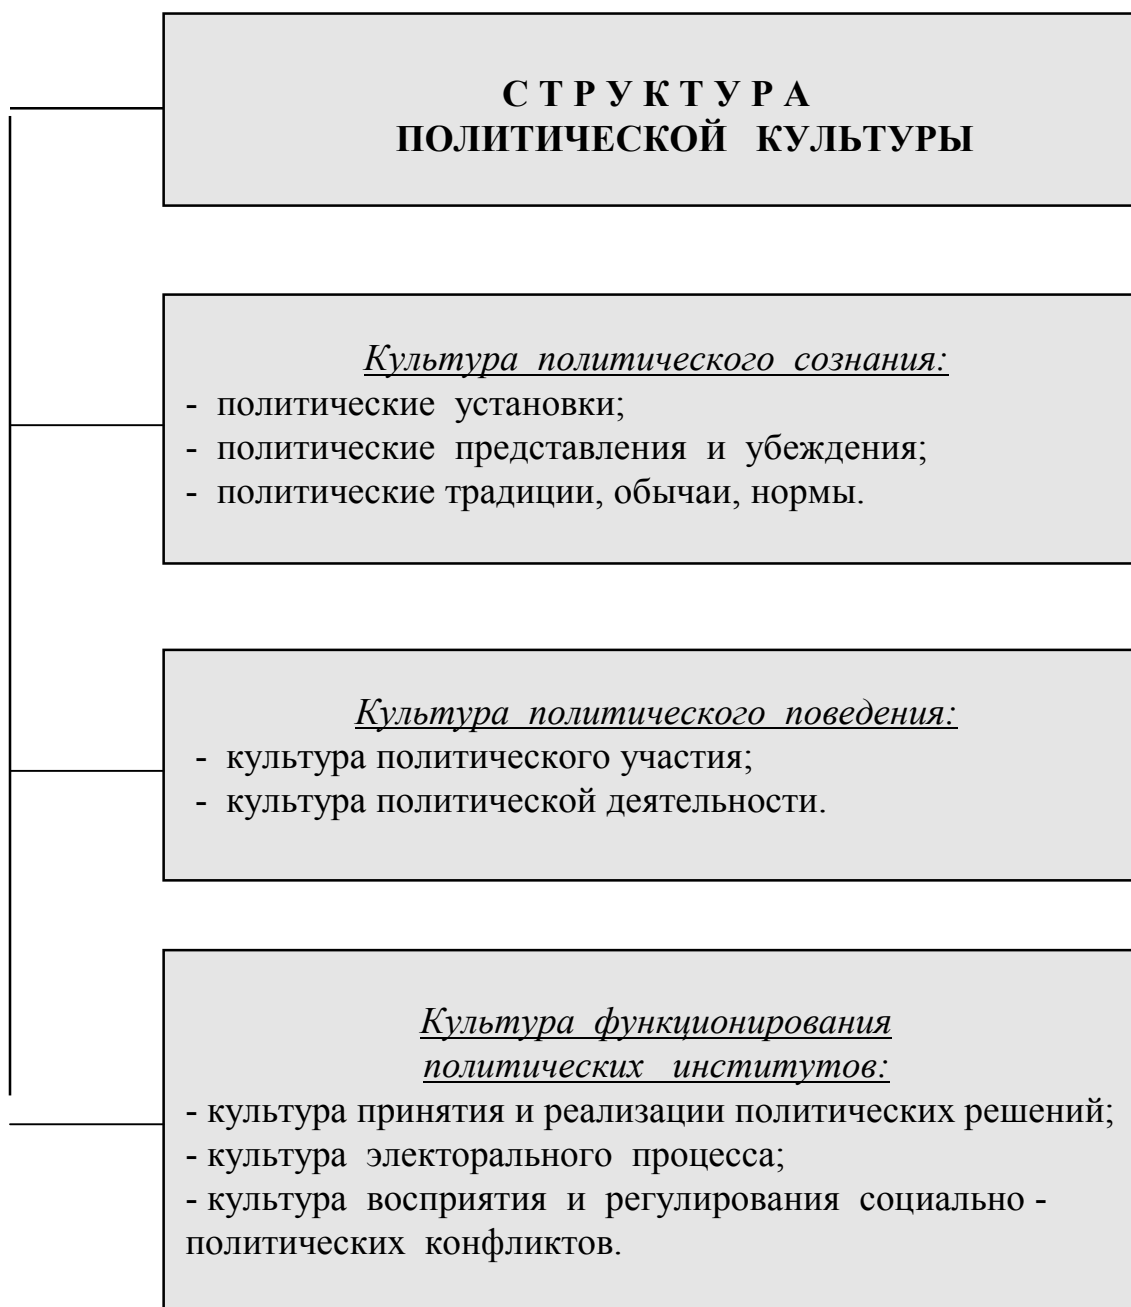 С Т Р У К Т У Р А
ПОЛИТИЧЕСКОЙ КУЛЬТУРЫ
Культура политического сознания:
- политические установки;
- политические представления и убеждения;
- политические традиции, обычаи, нормы.
Культура политического поведения:
- культура политического участия;
- культура политической деятельности.
Культура функционирования
политических институтов:
- культура принятия и реализации политических решений;
- культура электорального процесса;
- культура восприятия и регулирования социально -
политических конфликтов.